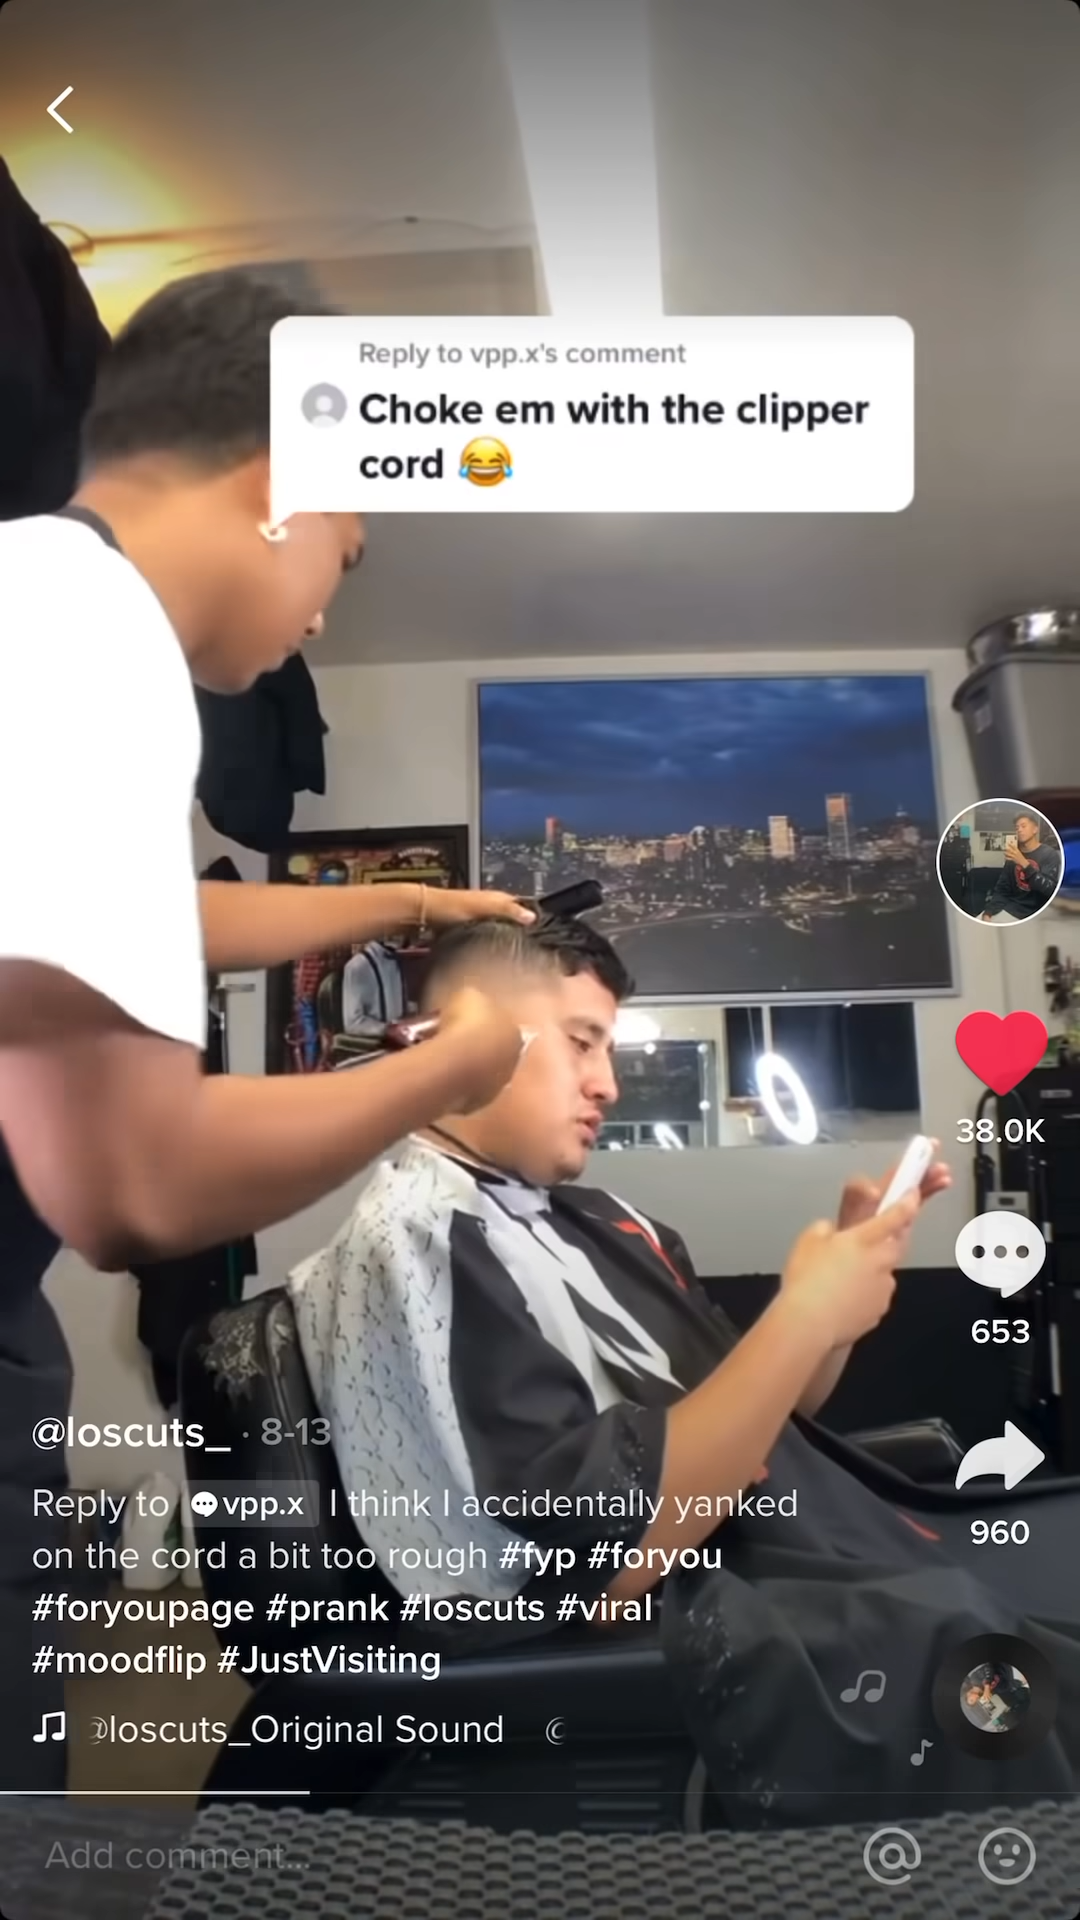 Reply to vpp.x's comment
Choke em with the clipper
cord 😂
38.0K
653
960
@loscuts_ · 8-13
Reply to vpp.x I think I accidentally yanked
on the cord a bit too rough #fyp #foryou
#foryoupage #prank #loscuts #viral
#moodflip #JustVisiting
@loscuts_Original Sound
Add comment...